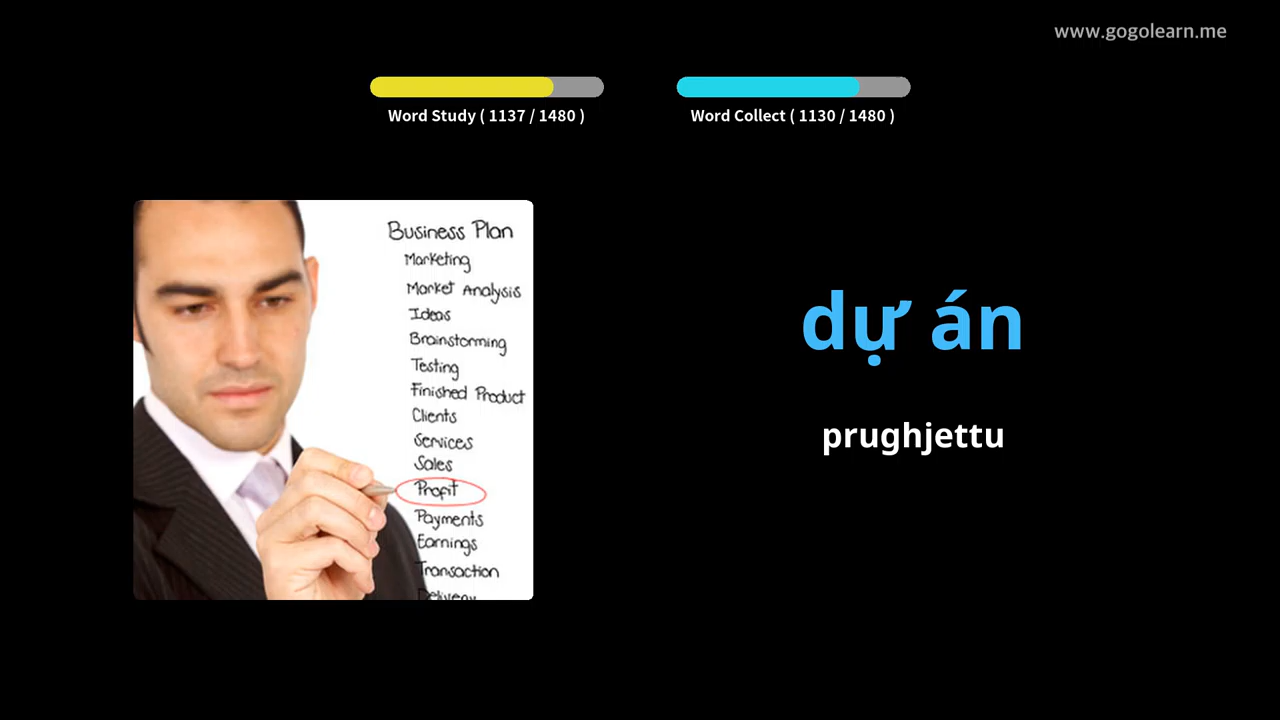 www.gogolearn.me
Word Study ( 1137 / 1480 )
Word Collect ( 1130 / 1480 )
Business Plan
Marketing
Market Analysis
Ideas
Brainstorming
Testing
Finished Product
Clients
Services
Sales
Profit
Payments
Earnings
Transaction
Delivery
dự án
prughjettu